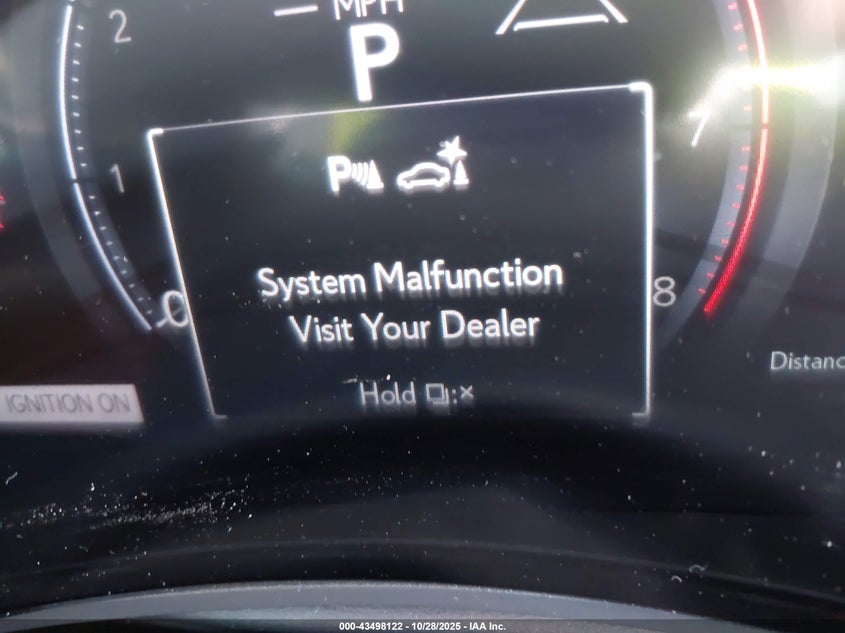 MPH
P
2
1
0
7
8
P
System Malfunction
Visit Your Dealer
Hold :×
Distanc
IGNITION ON
000-43498122 - 10/28/2025 - IAA Inc.